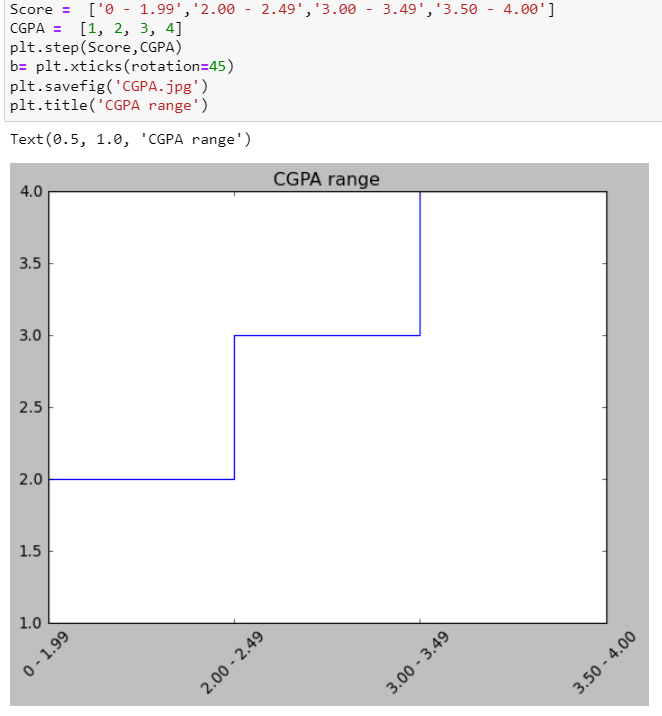 Score =  ['0 - 1.99','2.00 - 2.49','3.00 - 3.49','3.50 - 4.00']
CGPA =  [1, 2, 3, 4]
plt.step(Score,CGPA)
b= plt.xticks(rotation=45)
plt.savefig('CGPA.jpg')
plt.title('CGPA range')
Text(0.5, 1.0, 'CGPA range')
CGPA range
4.0
3.5
3.0
2.5
2.0
1.5
1.0
0 - 1.99
2.00 - 2.49
3.00 - 3.49
3.50 - 4.00